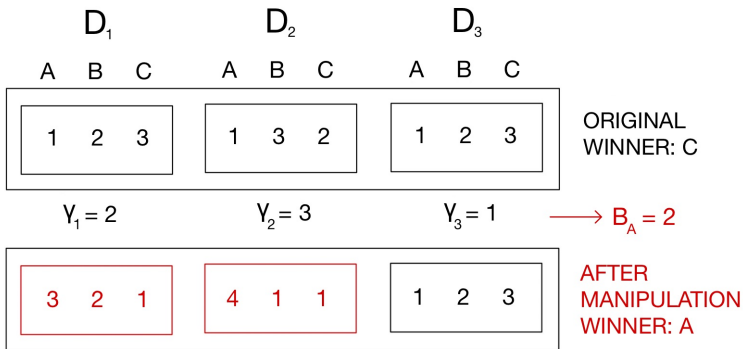 D₁ D₂ D₃
A B C A B C A B C
1 2 3 1 3 2 1 2 3
ORIGINAL
WINNER: C
γ₁ = 2 γ₂ = 3 γ₃ = 1 → B_A = 2
3 2 1 4 1 1 1 2 3
AFTER
MANIPULATION
WINNER: A